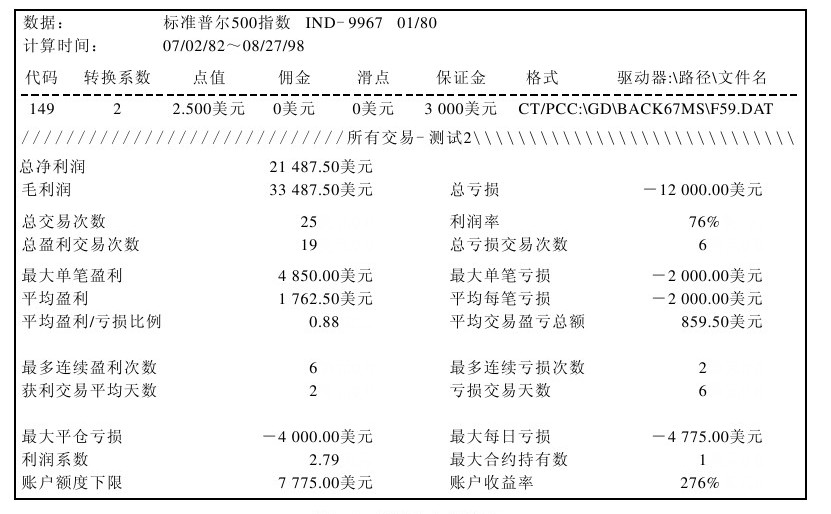 数据： 标准普尔500指数 IND-9967 01/80
计算时间： 07/02/82～08/27/98
代码 转换系数 点值 佣金 滑点 保证金 格式 驱动器:\路径\文件名
149 2 2.500美元 0美元 0美元 3 000美元 CT/PCC:\GD\BACK67MS\F59.DAT
/////////////////////////////所有交易-测试2\\\\\\\\\\\\\\\\\\\\\\\\\\\\\
总净利润 21 487.50美元
毛利润 33 487.50美元 总亏损 －12 000.00美元
总交易次数 25 利润率 76%
总盈利交易次数 19 总亏损交易次数 6
最大单笔盈利 4 850.00美元 最大单笔亏损 －2 000.00美元
平均盈利 1 762.50美元 平均每笔亏损 －2 000.00美元
平均盈利/亏损比例 0.88 平均交易盈亏总额 859.50美元
最多连续盈利次数 6 最多连续亏损次数 2
获利交易平均天数 2 亏损交易天数 6
最大平仓亏损 －4 000.00美元 最大每日亏损 －4 775.00美元
利润系数 2.79 最大合约持有数 1
账户额度下限 7 775.00美元 账户收益率 276%